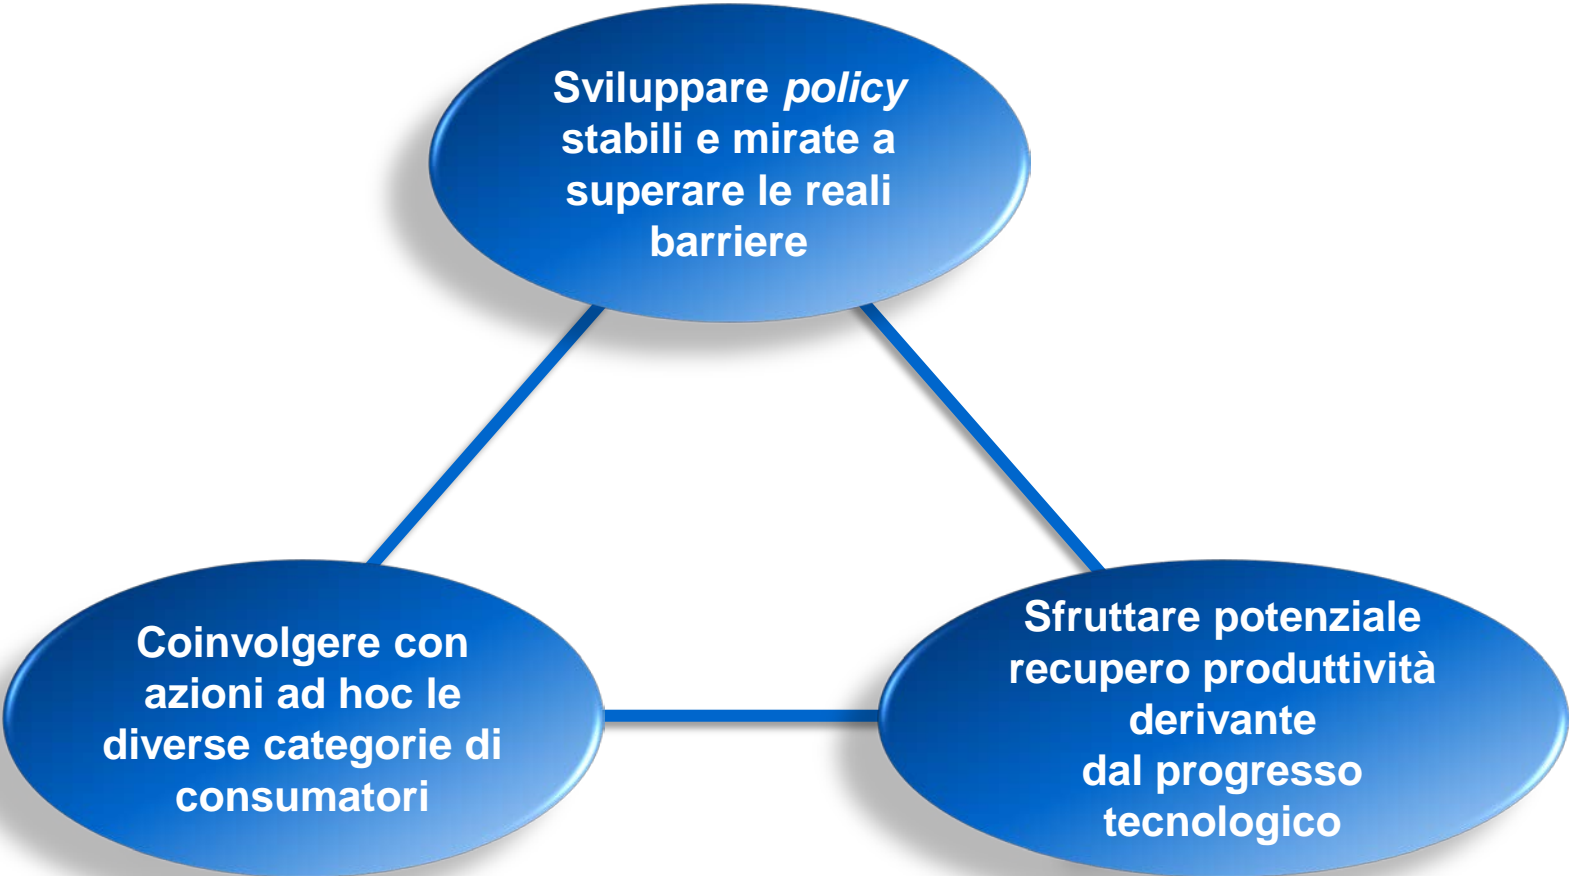 Sviluppare policy
stabili e mirate a
superare le reali
barriere
Coinvolgere con
azioni ad hoc le
diverse categorie di
consumatori
Sfruttare potenziale
recupero produttività
derivante
dal progresso
tecnologico